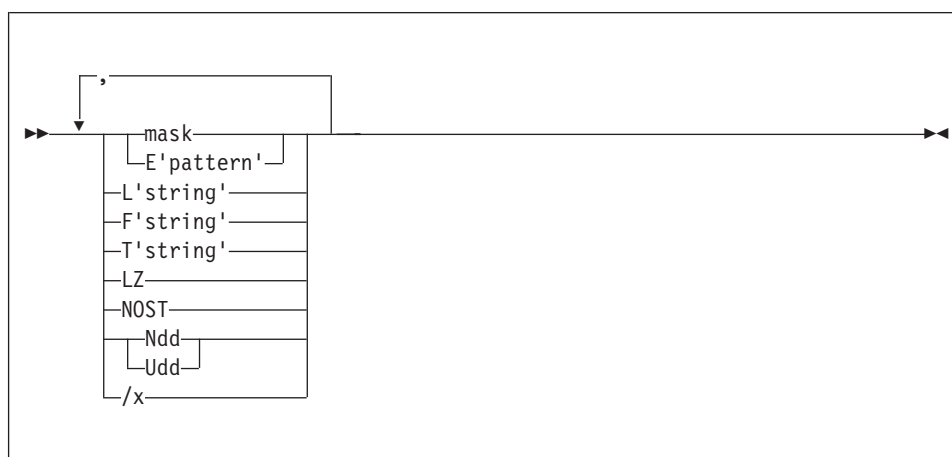 ,
mask
E'pattern'
L'string'
F'string'
T'string'
LZ
NOST
Ndd
Udd
/x